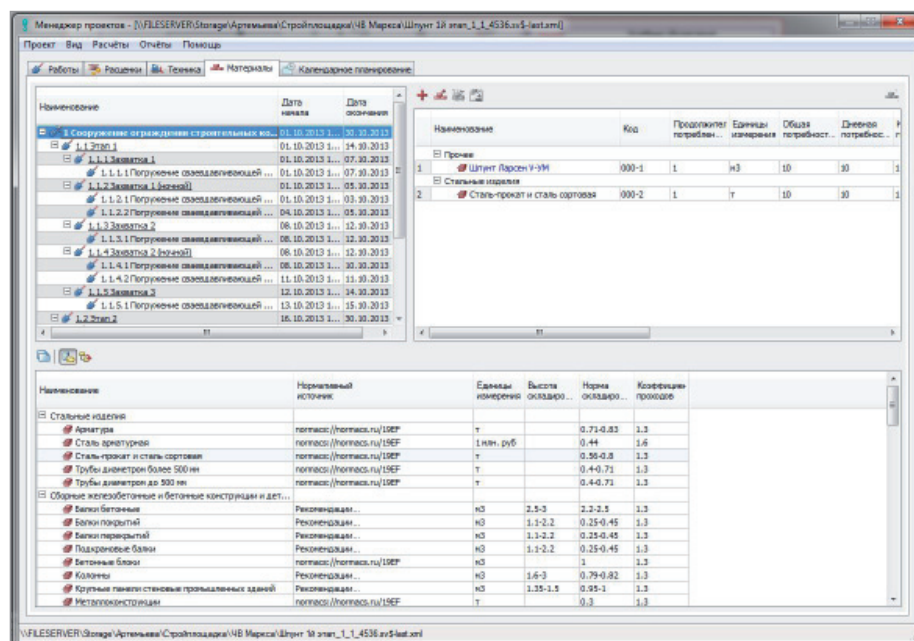 Менеджер проектов - [\\FILESERVER\Storage\Артемьева\Стройплощадка\ЧВ Маркса\Шпунт 1й этап_1_1_4536.sv$-last.xml]
Проект Вид Расчёты Отчёты Помощь
Работы Расценки Техника Материалы Календарное планирование
Наименование Дата начала Дата окончания
1 Сооружение ограждения строительных ко... 01.10.2013 1... 30.10.2013
1.1 Этап 1 01.10.2013 1... 14.10.2013
1.1.1 Захватка 1 01.10.2013 1... 07.10.2013
1.1.1.1 Погружение сваевдавливающей ... 01.10.2013 1... 07.10.2013
1.1.2 Захватка 1 (ночной) 01.10.2013 1... 05.10.2013
1.1.2.1 Погружение сваевдавливающей ... 01.10.2013 1... 03.10.2013
1.1.2.2 Погружение сваевдавливающей ... 04.10.2013 1... 05.10.2013
1.1.3 Захватка 2 08.10.2013 1... 12.10.2013
1.1.3.1 Погружение сваевдавливающей ... 08.10.2013 1... 12.10.2013
1.1.4 Захватка 2 (ночной) 08.10.2013 1... 12.10.2013
1.1.4.1 Погружение сваевдавливающей ... 08.10.2013 1... 10.10.2013
1.1.4.2 Погружение сваевдавливающей ... 11.10.2013 1... 11.10.2013
1.1.5 Захватка 3 12.10.2013 1... 14.10.2013
1.1.5.1 Погружение сваевдавливающей ... 13.10.2013 1... 15.10.2013
1.2 Этап 2 16.10.2013 1... 30.10.2013
Наименование Код Продолжител потреблен... Единицы измерения Общая потребност... Дневная потребнос...
Прочее
1 Шпунт Ларсен V-УМ 000-1 1 м3 10 10
Стальные изделия
2 Сталь-прокат и сталь сортовая 000-2 1 т 10 10
Наименование Нормативный источник Единицы измерения Высота складиро... Норма складиро... Коэффициен проходов
Стальные изделия
Арматура normacs://normacs.ru/19EF т 0.71-0.83 1.3
Сталь арматурная normacs://normacs.ru/19EF 1 млн. руб 0.44 1.6
Сталь-прокат и сталь сортовая normacs://normacs.ru/19EF т 0.56-0.8 1.3
Трубы диаметром более 500 мм normacs://normacs.ru/19EF т 0.4-0.71 1.3
Трубы диаметром до 500 мм normacs://normacs.ru/19EF т 0.4-0.71 1.3
Сборные железобетонные и бетонные конструкции и дет...
Балки бетонные Рекомендации... м3 2.5-3 2.2-2.5 1.3
Балки покрытий Рекомендации... м3 1.1-2.2 0.25-0.45 1.3
Балки перекрытий Рекомендации... м3 1.1-2.2 0.25-0.45 1.3
Подкрановые балки Рекомендации... м3 1.1-2.2 0.25-0.45 1.3
Бетонные блоки normacs://normacs.ru/19EF м3 1 1.3
Колонны Рекомендации... м3 1.6-3 0.79-0.82 1.3
Крупные панели стеновые промышленных зданий Рекомендации... м3 1.35-1.5 0.95-1 1.3
Металлоконструкции normacs://normacs.ru/19EF т 0.3 1.3
\\FILESERVER\Storage\Артемьева\Стройплощадка\ЧВ Маркса\Шпунт 1й этап_1_1_4536.sv$-last.xml